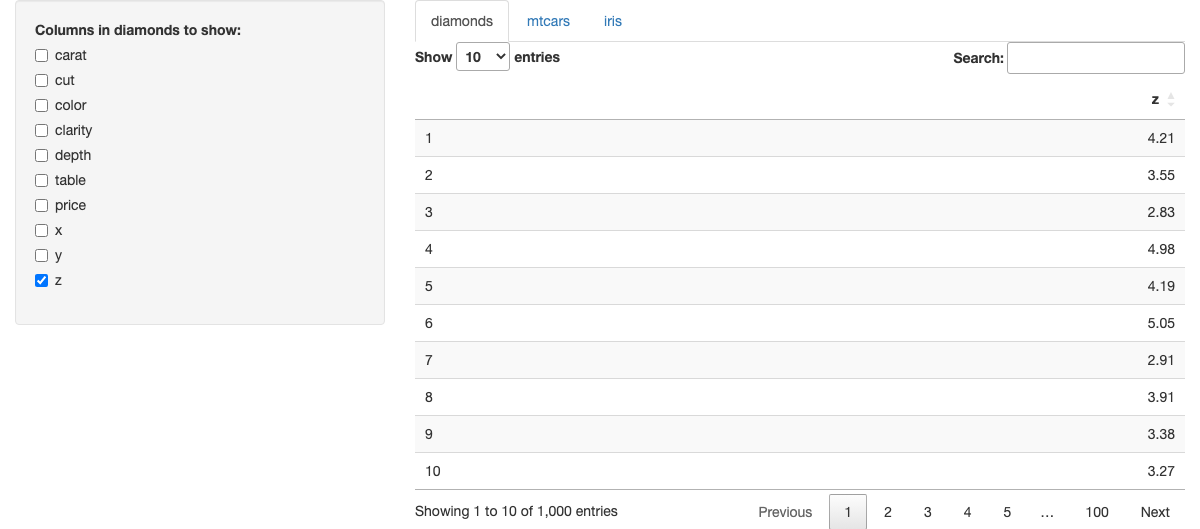 Columns in diamonds to show:
carat
cut
color
clarity
depth
table
price
x
y
z
diamonds mtcars iris
Show 10 entries Search:
z
1 4.21
2 3.55
3 2.83
4 4.98
5 4.19
6 5.05
7 2.91
8 3.91
9 3.38
10 3.27
Showing 1 to 10 of 1,000 entries Previous 1 2 3 4 5 … 100 Next